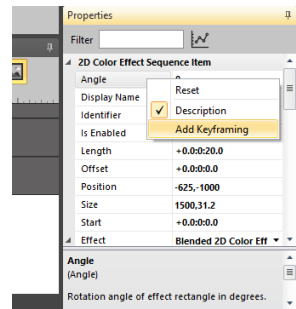 Properties
Filter
2D Color Effect Sequence Item
Angle
Display Name
Identifier
Is Enabled
Length +0.0:0:20.0
Offset +0.0:0:0.0
Position -625,-1000
Size 1500,31.2
Start +0.0:0:0.0
Effect Blended 2D Color Eff
Reset
Description
Add Keyframing
Angle
(Angle)
Rotation angle of effect rectangle in degrees.